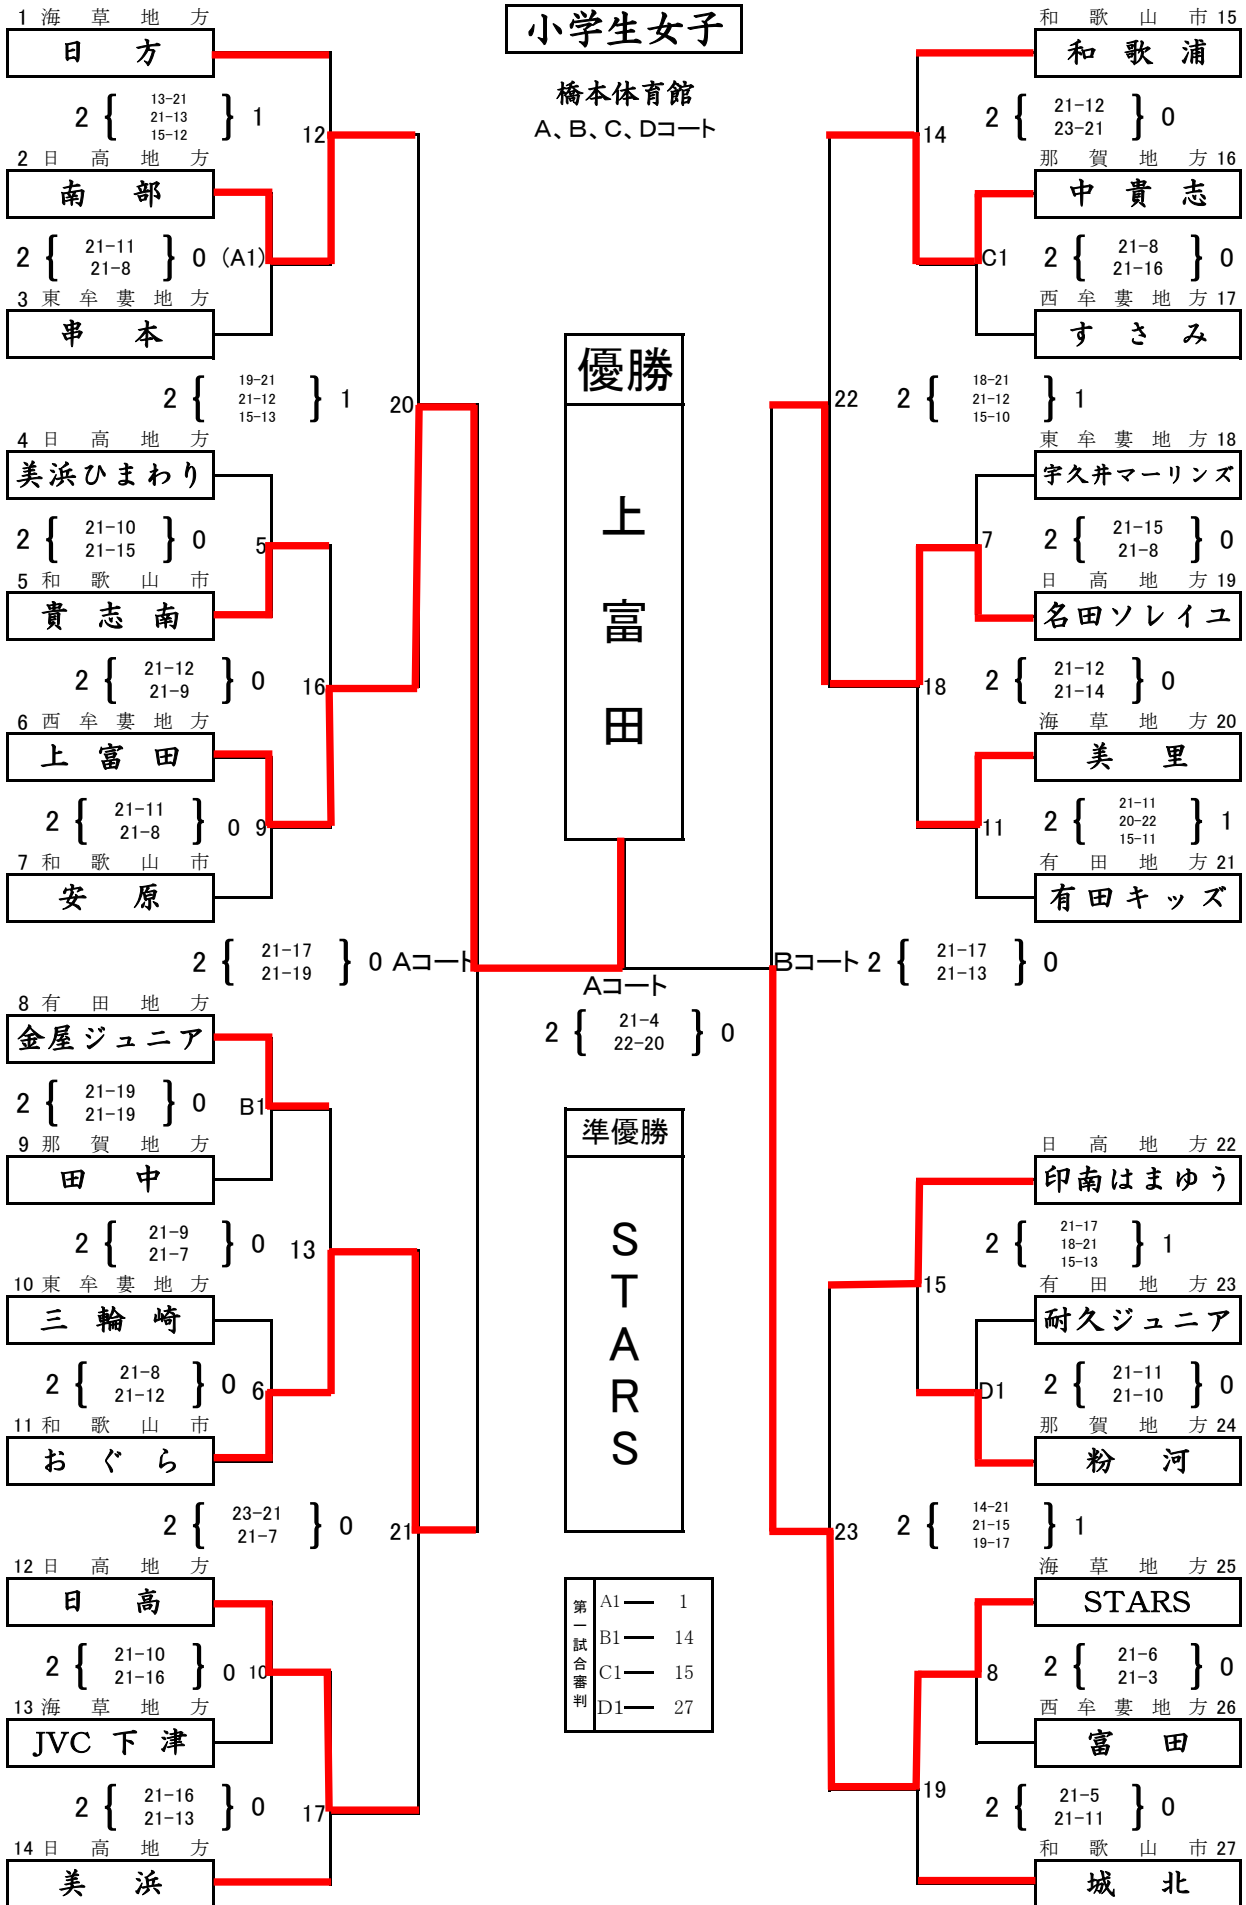 小学生女子
橋本体育館
A、B、C、Dコート
1 海草地方
日方
2 { 13-21 21-13 15-12 } 1
12
2 日高地方
南部
2 { 21-11 21-8 } 0 (A1)
3 東牟婁地方
串本
2 { 19-21 21-12 15-13 } 1
20
4 日高地方
美浜ひまわり
2 { 21-10 21-15 } 0
5
5 和歌山市
貴志南
2 { 21-12 21-9 } 0
16
6 西牟婁地方
上富田
2 { 21-11 21-8 } 0 9
7 和歌山市
安原
2 { 21-17 21-19 } 0 Aコート
8 有田地方
金屋ジュニア
2 { 21-19 21-19 } 0 B1
9 那賀地方
田中
2 { 21-9 21-7 } 0 13
10 東牟婁地方
三輪崎
2 { 21-8 21-12 } 0 6
11 和歌山市
おぐら
2 { 23-21 21-7 } 0 21
12 日高地方
日高
2 { 21-10 21-16 } 0 10
13 海草地方
JVC 下津
2 { 21-16 21-13 } 0 17
14 日高地方
美浜
優勝
上富田
Aコート
2 { 21-4 22-20 } 0
準優勝
STARS
第一試合審判
A1― 1
B1― 14
C1― 15
D1― 27
和歌山市 15
和歌浦
14
2 { 21-12 23-21 } 0
那賀地方 16
中貴志
C1 2 { 21-8 21-16 } 0
西牟婁地方 17
すさみ
22 2 { 18-21 21-12 15-10 } 1
東牟婁地方 18
宇久井マーリンズ
7 2 { 21-15 21-8 } 0
日高地方 19
名田ソレイユ
18 2 { 21-12 21-14 } 0
海草地方 20
美里
11 2 { 21-11 20-22 15-11 } 1
有田地方 21
有田キッズ
Bコート 2 { 21-17 21-13 } 0
日高地方 22
印南はまゆう
15 2 { 21-17 18-21 15-13 } 1
有田地方 23
耐久ジュニア
D1 2 { 21-11 21-10 } 0
那賀地方 24
粉河
23 2 { 14-21 21-15 19-17 } 1
海草地方 25
STARS
8 2 { 21-6 21-3 } 0
西牟婁地方 26
富田
19 2 { 21-5 21-11 } 0
和歌山市 27
城北